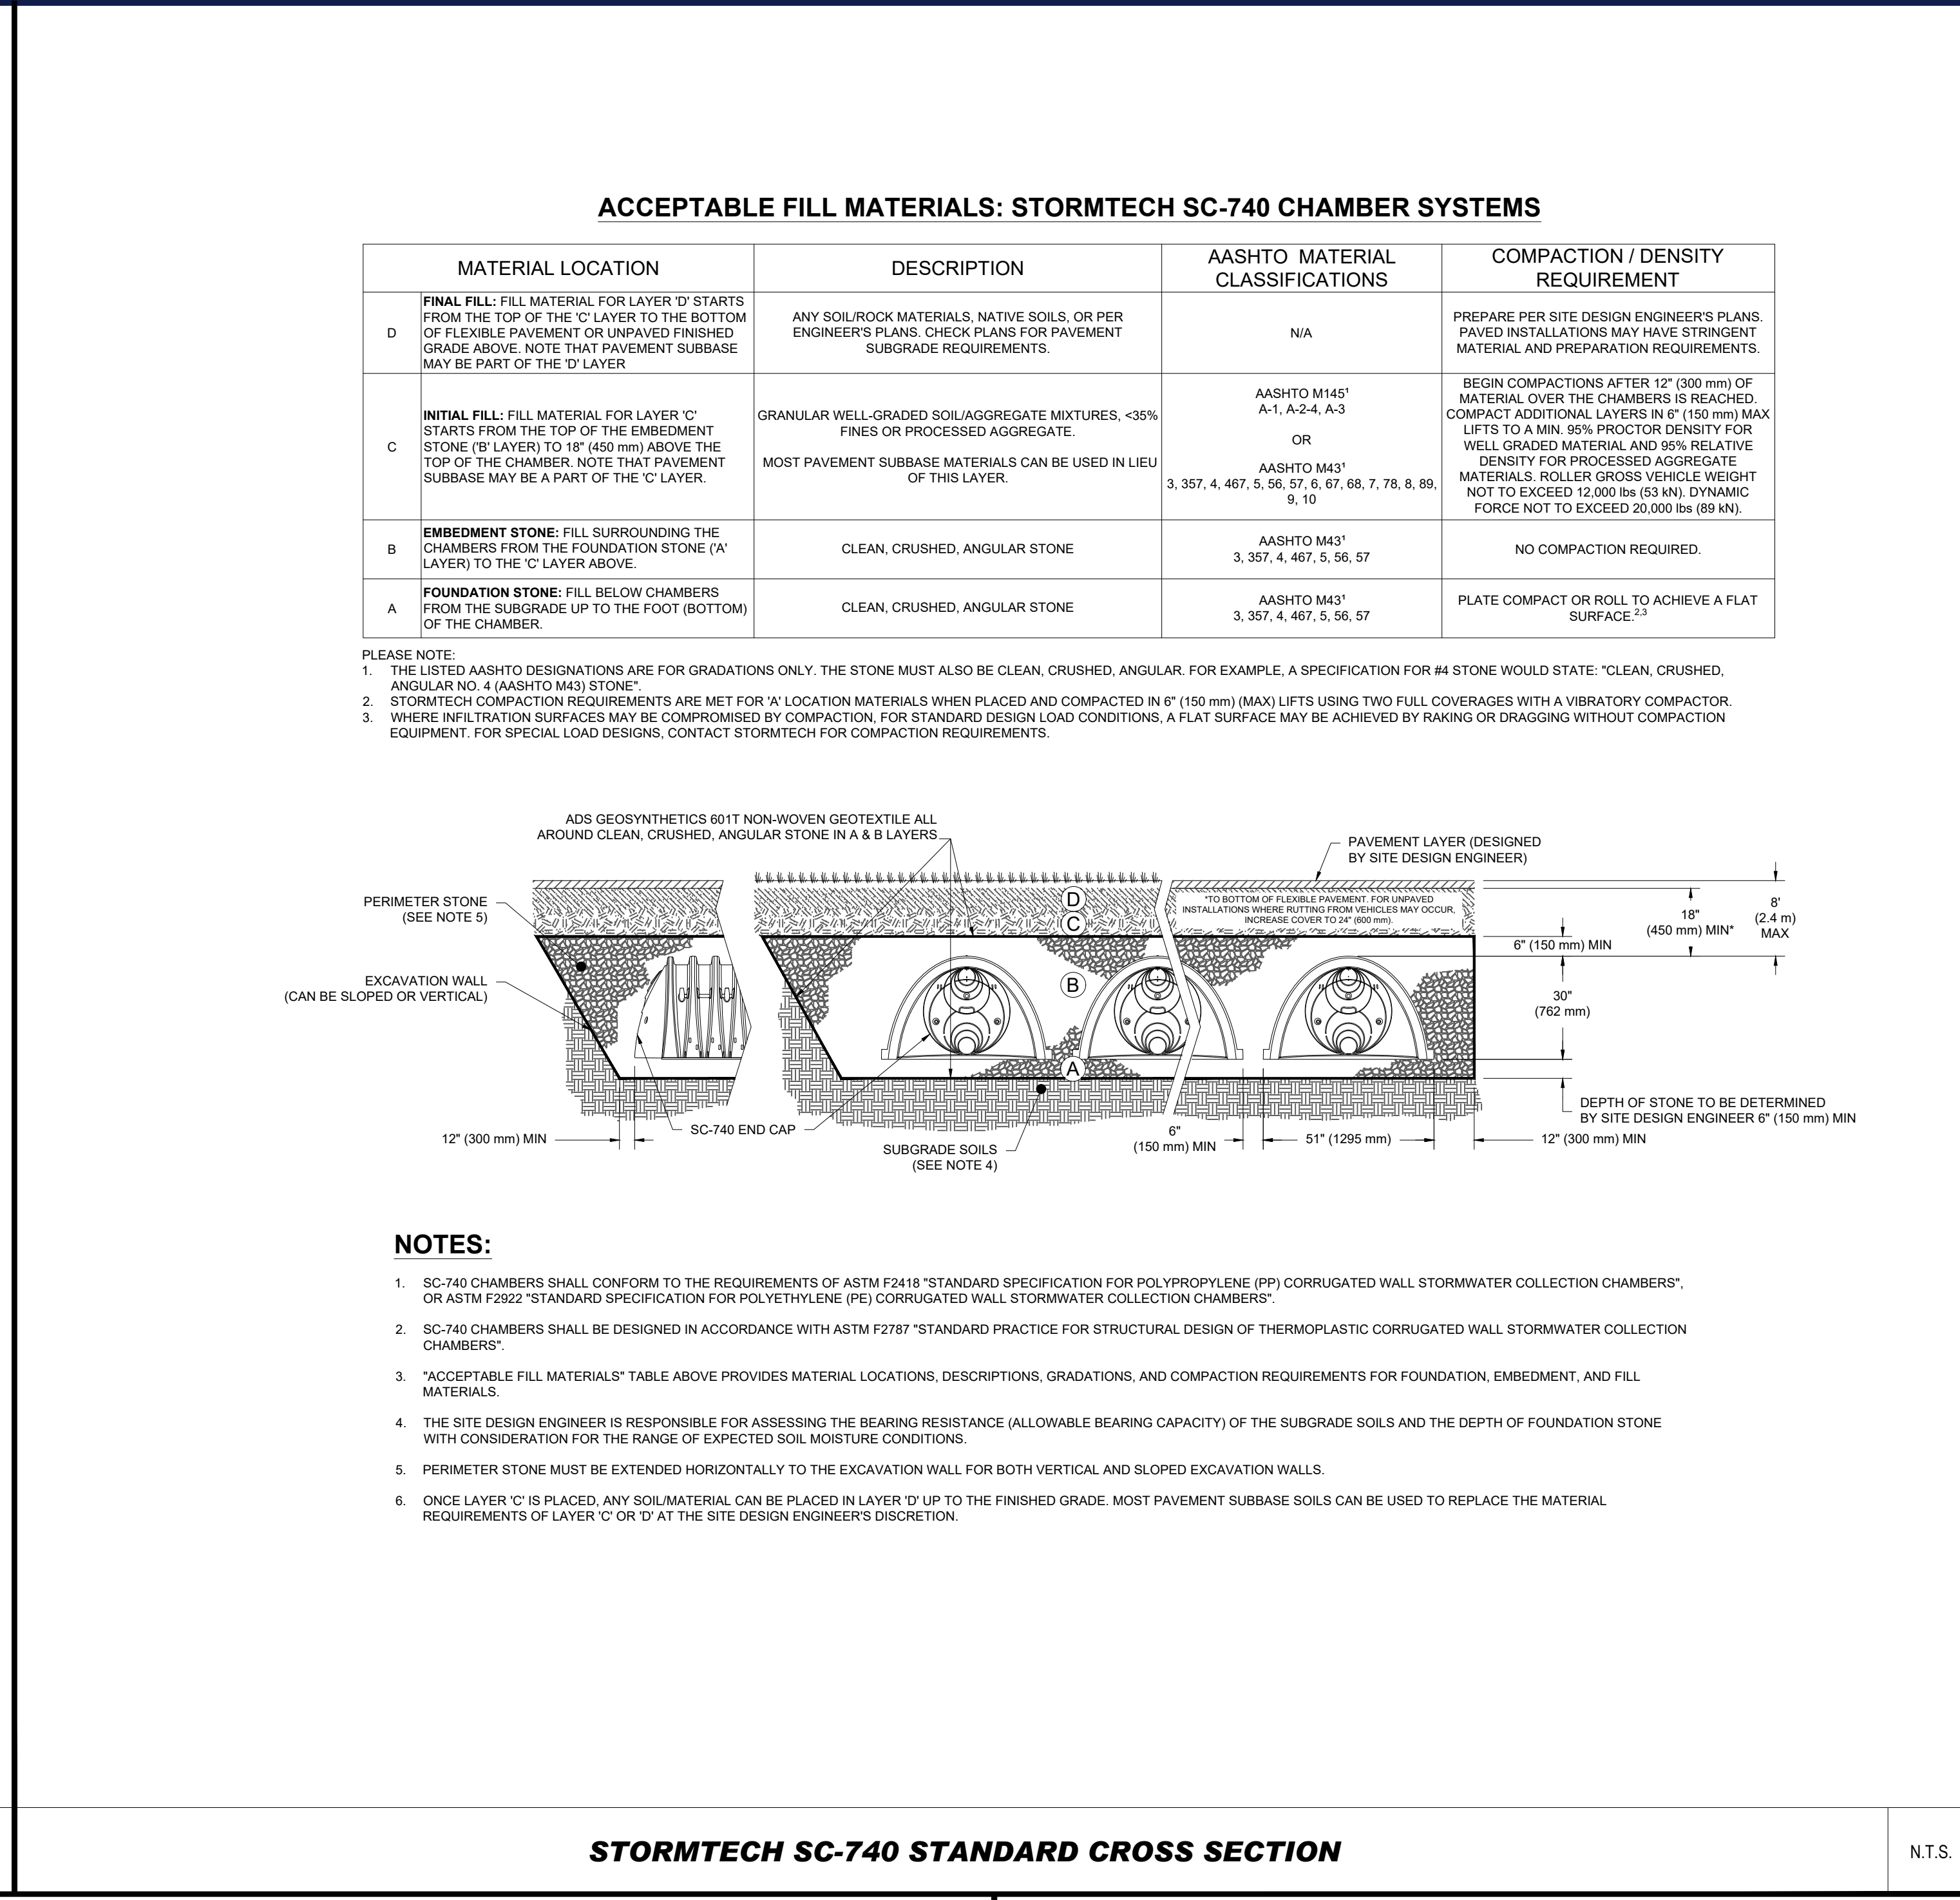 ACCEPTABLE FILL MATERIALS: STORMTECH SC-740 CHAMBER SYSTEMS
MATERIAL LOCATION
DESCRIPTION
AASHTO MATERIAL
CLASSIFICATIONS
COMPACTION / DENSITY
REQUIREMENT
D
FINAL FILL: FILL MATERIAL FOR LAYER 'D' STARTS
FROM THE TOP OF THE 'C' LAYER TO THE BOTTOM
OF FLEXIBLE PAVEMENT OR UNPAVED FINISHED
GRADE ABOVE. NOTE THAT PAVEMENT SUBBASE
MAY BE PART OF THE 'D' LAYER
ANY SOIL/ROCK MATERIALS, NATIVE SOILS, OR PER
ENGINEER'S PLANS. CHECK PLANS FOR PAVEMENT
SUBGRADE REQUIREMENTS.
N/A
PREPARE PER SITE DESIGN ENGINEER'S PLANS.
PAVED INSTALLATIONS MAY HAVE STRINGENT
MATERIAL AND PREPARATION REQUIREMENTS.
C
INITIAL FILL: FILL MATERIAL FOR LAYER 'C'
STARTS FROM THE TOP OF THE EMBEDMENT
STONE ('B' LAYER) TO 18" (450 mm) ABOVE THE
TOP OF THE CHAMBER. NOTE THAT PAVEMENT
SUBBASE MAY BE A PART OF THE 'C' LAYER.
GRANULAR WELL-GRADED SOIL/AGGREGATE MIXTURES, <35%
FINES OR PROCESSED AGGREGATE.
MOST PAVEMENT SUBBASE MATERIALS CAN BE USED IN LIEU
OF THIS LAYER.
AASHTO M145¹
A-1, A-2-4, A-3
OR
AASHTO M43¹
3, 357, 4, 467, 5, 56, 57, 6, 67, 68, 7, 78, 8, 89,
9, 10
BEGIN COMPACTIONS AFTER 12" (300 mm) OF
MATERIAL OVER THE CHAMBERS IS REACHED.
COMPACT ADDITIONAL LAYERS IN 6" (150 mm) MAX
LIFTS TO A MIN. 95% PROCTOR DENSITY FOR
WELL GRADED MATERIAL AND 95% RELATIVE
DENSITY FOR PROCESSED AGGREGATE
MATERIALS. ROLLER GROSS VEHICLE WEIGHT
NOT TO EXCEED 12,000 lbs (53 kN). DYNAMIC
FORCE NOT TO EXCEED 20,000 lbs (89 kN).
B
EMBEDMENT STONE: FILL SURROUNDING THE
CHAMBERS FROM THE FOUNDATION STONE ('A'
LAYER) TO THE 'C' LAYER ABOVE.
CLEAN, CRUSHED, ANGULAR STONE
AASHTO M43¹
3, 357, 4, 467, 5, 56, 57
NO COMPACTION REQUIRED.
A
FOUNDATION STONE: FILL BELOW CHAMBERS
FROM THE SUBGRADE UP TO THE FOOT (BOTTOM)
OF THE CHAMBER.
CLEAN, CRUSHED, ANGULAR STONE
AASHTO M43¹
3, 357, 4, 467, 5, 56, 57
PLATE COMPACT OR ROLL TO ACHIEVE A FLAT
SURFACE.²,³
PLEASE NOTE:
1. THE LISTED AASHTO DESIGNATIONS ARE FOR GRADATIONS ONLY. THE STONE MUST ALSO BE CLEAN, CRUSHED, ANGULAR. FOR EXAMPLE, A SPECIFICATION FOR #4 STONE WOULD STATE: "CLEAN, CRUSHED,
ANGULAR NO. 4 (AASHTO M43) STONE".
2. STORMTECH COMPACTION REQUIREMENTS ARE MET FOR 'A' LOCATION MATERIALS WHEN PLACED AND COMPACTED IN 6" (150 mm) (MAX) LIFTS USING TWO FULL COVERAGES WITH A VIBRATORY COMPACTOR.
3. WHERE INFILTRATION SURFACES MAY BE COMPROMISED BY COMPACTION, FOR STANDARD DESIGN LOAD CONDITIONS, A FLAT SURFACE MAY BE ACHIEVED BY RAKING OR DRAGGING WITHOUT COMPACTION
EQUIPMENT. FOR SPECIAL LOAD DESIGNS, CONTACT STORMTECH FOR COMPACTION REQUIREMENTS.
ADS GEOSYNTHETICS 601T NON-WOVEN GEOTEXTILE ALL
AROUND CLEAN, CRUSHED, ANGULAR STONE IN A & B LAYERS
PAVEMENT LAYER (DESIGNED
BY SITE DESIGN ENGINEER)
PERIMETER STONE
(SEE NOTE 5)
EXCAVATION WALL
(CAN BE SLOPED OR VERTICAL)
D
C
B
A
*TO BOTTOM OF FLEXIBLE PAVEMENT. FOR UNPAVED
INSTALLATIONS WHERE RUTTING FROM VEHICLES MAY OCCUR,
INCREASE COVER TO 24" (600 mm).
8'
(2.4 m)
MAX
18"
(450 mm) MIN*
6" (150 mm) MIN
30"
(762 mm)
DEPTH OF STONE TO BE DETERMINED
BY SITE DESIGN ENGINEER 6" (150 mm) MIN
12" (300 mm) MIN
SC-740 END CAP
SUBGRADE SOILS
(SEE NOTE 4)
6"
(150 mm) MIN
51" (1295 mm)
12" (300 mm) MIN
NOTES:
1. SC-740 CHAMBERS SHALL CONFORM TO THE REQUIREMENTS OF ASTM F2418 "STANDARD SPECIFICATION FOR POLYPROPYLENE (PP) CORRUGATED WALL STORMWATER COLLECTION CHAMBERS",
OR ASTM F2922 "STANDARD SPECIFICATION FOR POLYETHYLENE (PE) CORRUGATED WALL STORMWATER COLLECTION CHAMBERS".
2. SC-740 CHAMBERS SHALL BE DESIGNED IN ACCORDANCE WITH ASTM F2787 "STANDARD PRACTICE FOR STRUCTURAL DESIGN OF THERMOPLASTIC CORRUGATED WALL STORMWATER COLLECTION
CHAMBERS".
3. "ACCEPTABLE FILL MATERIALS" TABLE ABOVE PROVIDES MATERIAL LOCATIONS, DESCRIPTIONS, GRADATIONS, AND COMPACTION REQUIREMENTS FOR FOUNDATION, EMBEDMENT, AND FILL
MATERIALS.
4. THE SITE DESIGN ENGINEER IS RESPONSIBLE FOR ASSESSING THE BEARING RESISTANCE (ALLOWABLE BEARING CAPACITY) OF THE SUBGRADE SOILS AND THE DEPTH OF FOUNDATION STONE
WITH CONSIDERATION FOR THE RANGE OF EXPECTED SOIL MOISTURE CONDITIONS.
5. PERIMETER STONE MUST BE EXTENDED HORIZONTALLY TO THE EXCAVATION WALL FOR BOTH VERTICAL AND SLOPED EXCAVATION WALLS.
6. ONCE LAYER 'C' IS PLACED, ANY SOIL/MATERIAL CAN BE PLACED IN LAYER 'D' UP TO THE FINISHED GRADE. MOST PAVEMENT SUBBASE SOILS CAN BE USED TO REPLACE THE MATERIAL
REQUIREMENTS OF LAYER 'C' OR 'D' AT THE SITE DESIGN ENGINEER'S DISCRETION.
STORMTECH SC-740 STANDARD CROSS SECTION
N.T.S.